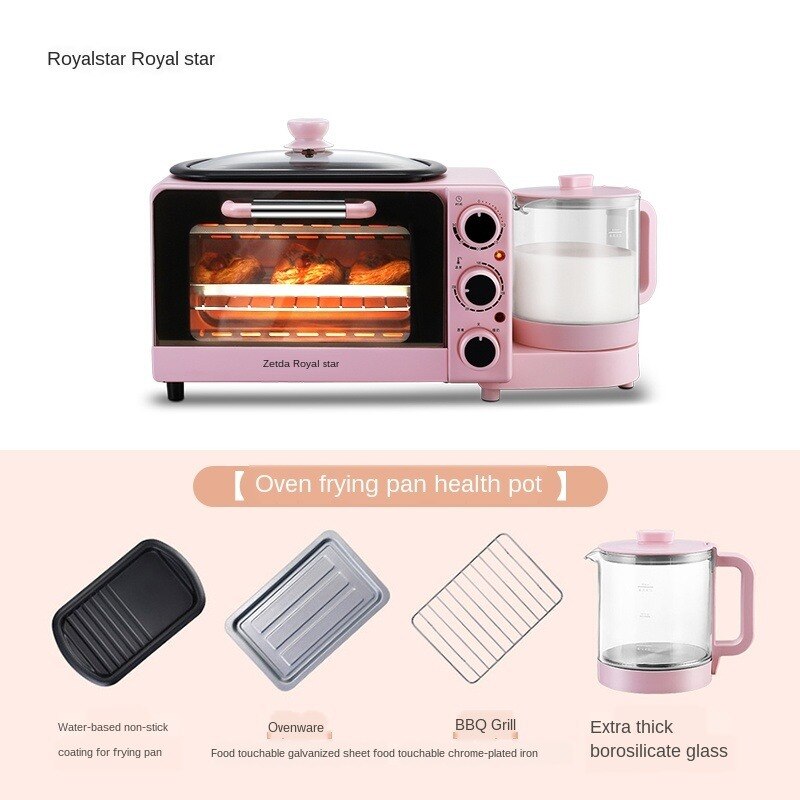 Royalstar Royal star
Zetda Royal star
【 Oven frying pan health pot 】
Water-based non-stick
coating for frying pan
Ovenware
Food touchable galvanized sheet
BBQ Grill
food touchable chrome-plated iron
Extra thick
borosilicate glass